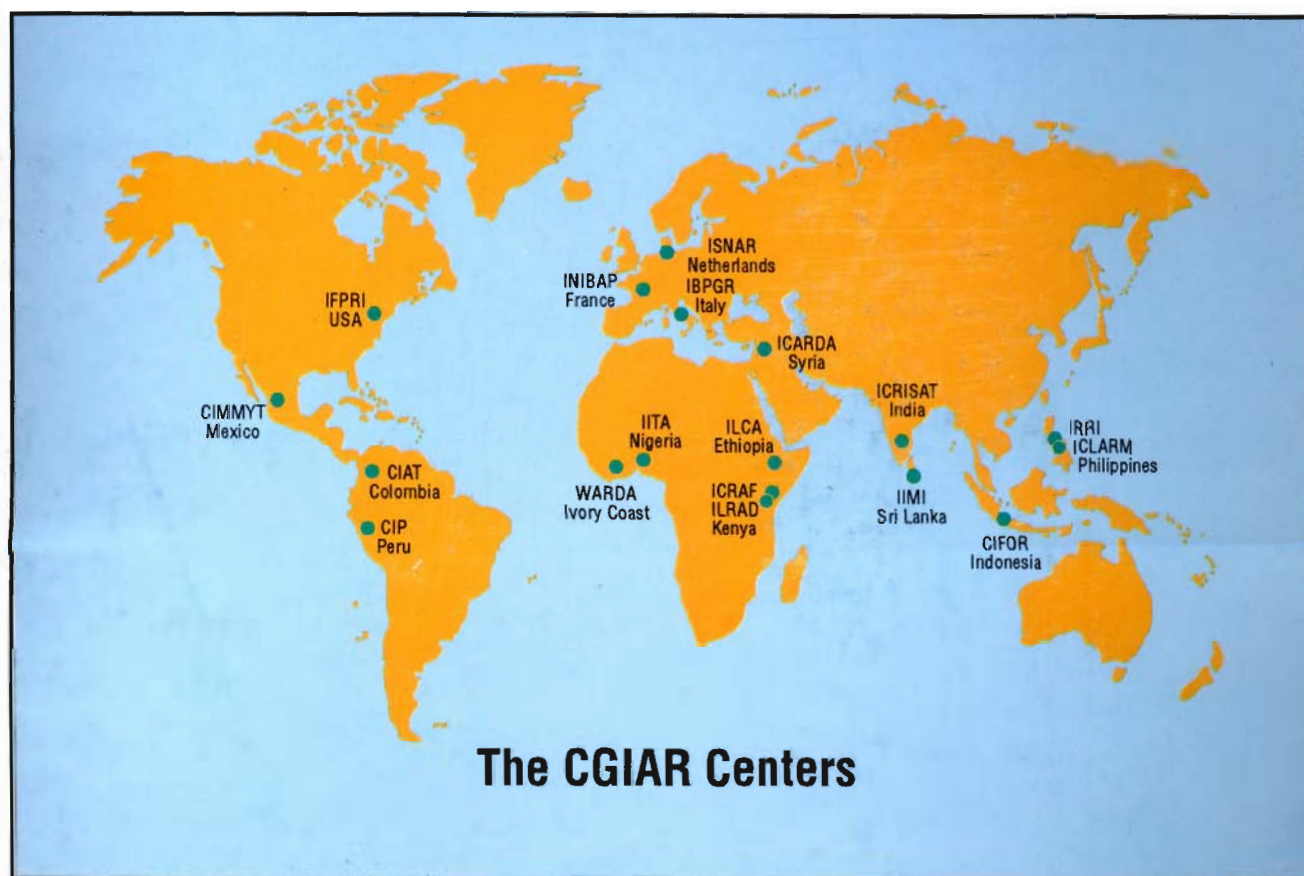 ISNAR
Netherlands
INIBAP
France
IBPGR
Italy
IFPRI
USA
ICARDA
Syria
CIMMYT
Mexico
ICRISAT
India
IITA
Nigeria
ILCA
Ethiopia
IRRI
ICLARM
Philippines
CIAT
Colombia
WARDA
Ivory Coast
ICRAF
ILRAD
Kenya
IIMI
Sri Lanka
CIP
Peru
CIFOR
Indonesia
The CGIAR Centers